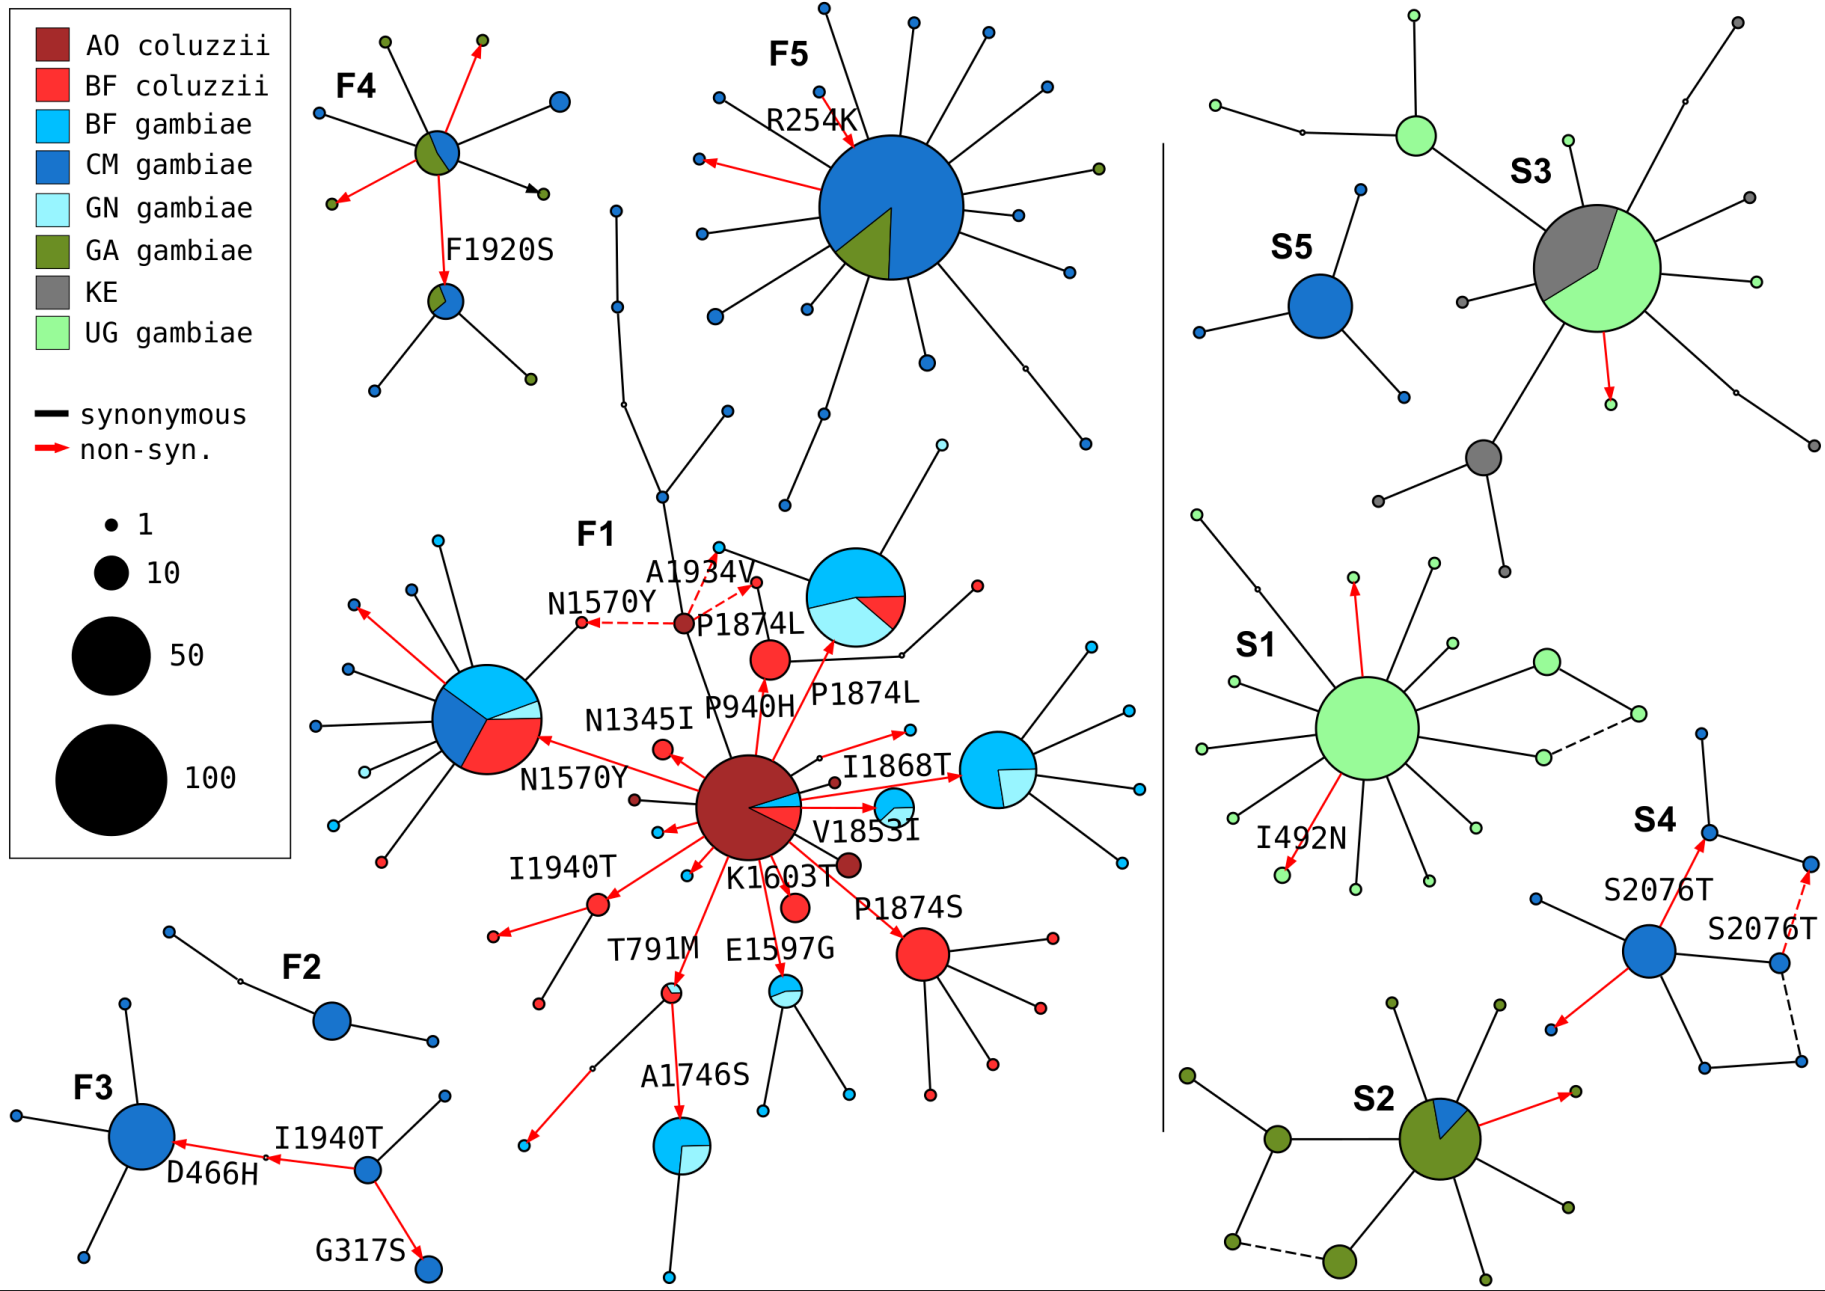 AO coluzzii
BF coluzzii
BF gambiae
CM gambiae
GN gambiae
GA gambiae
KE
UG gambiae
synonymous
non-syn.
1
10
50
100
F4
F1920S
F5
R254K
S3
S5
F1
A1934V
N1570Y
P1874L
P940H
P1874L
N1345I
N1570Y
I1868T
V1853I
K1603T
I1940T
P1874S
T791M
E1597G
A1746S
S1
I492N
S4
S2076T
S2076T
S2
F2
F3
I1940T
D466H
G317S